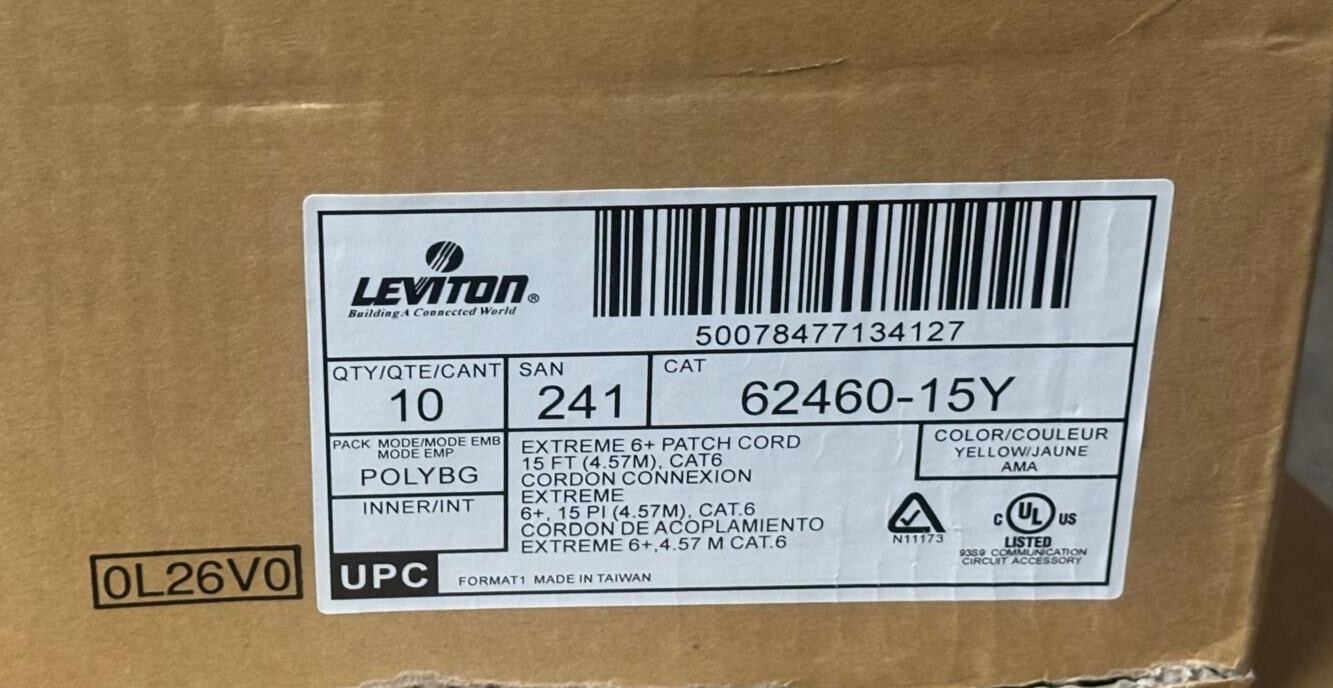 LEVITON®
Building A Connected World
50078477134127
QTY/QTE/CANT
10
SAN
241
CAT
62460-15Y
PACK MODE/MODE EMB
MODE EMP.
POLYBG
INNER/INT
EXTREME 6+ PATCH CORD
15 FT (4.57M), CAT6
CORDON CONNEXION
EXTREME
6+, 15 PI (4.57M), CAT.6
CORDON DE ACOPLAMIENTO
EXTREME 6+,4.57 M CAT.6
COLOR/COULEUR
YELLOW/JAUNE
AMA
N11173
C UL US
LISTED
93S9 COMMUNICATION
CIRCUIT ACCESSORY
UPC
FORMAT1 MADE IN TAIWAN
0L26V0